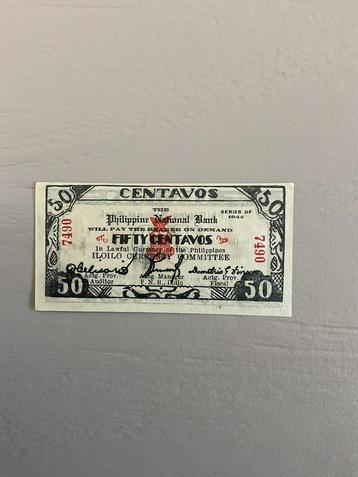 50 CENTAVOS 50
THE
Philippine National Bank
SERIES OF
1944
WILL PAY THE BEARER ON DEMAND
7490 FIFTY CENTAVOS 7490
In Lawful Currency of the Philippines
ILOILO CURRENCY COMMITTEE
Actg. Prov. Auditor
Actg. Manager
P. N. B., Iloilo
Actg. Prov. Fiscal
50 50